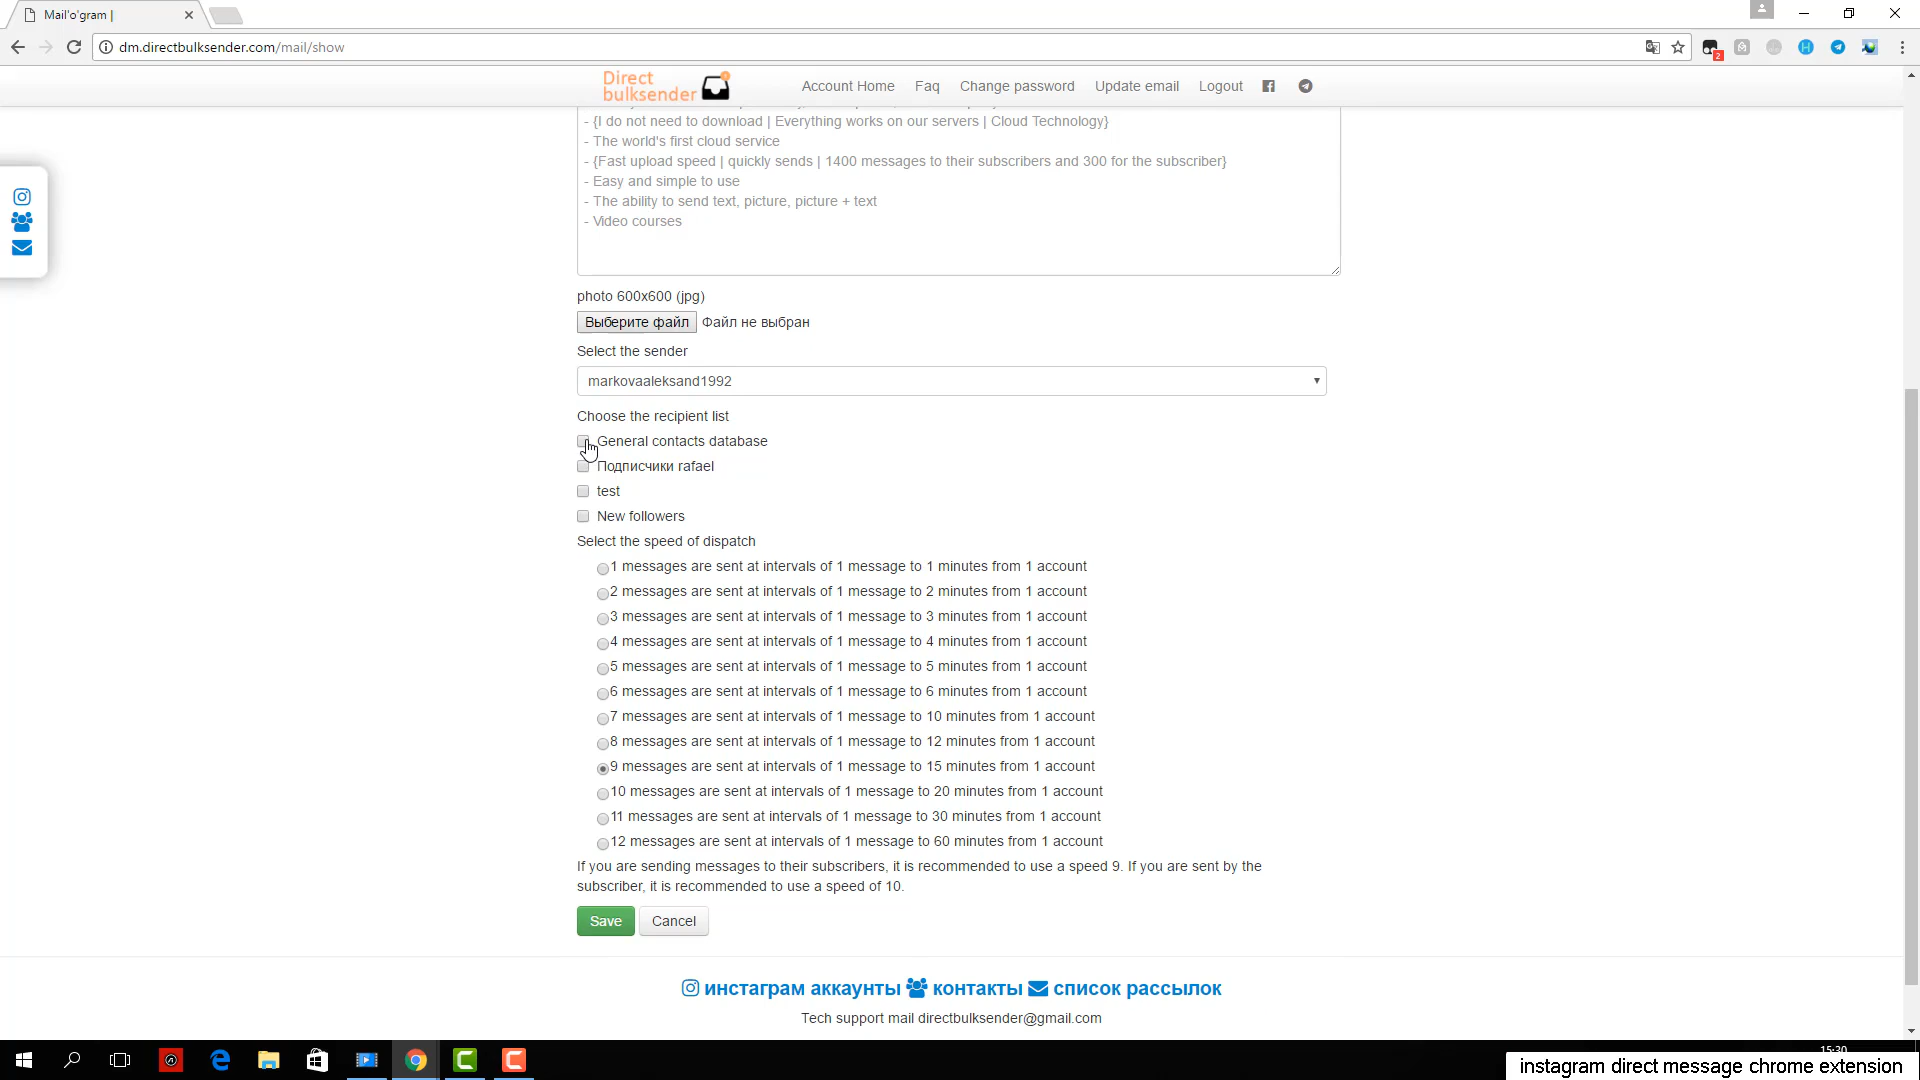 Mail'o'gram |
dm.directbulksender.com/mail/show
2
Direct
bulksender
Account Home
Faq
Change password
Update email
Logout
- {I do not need to download | Everything works on our servers | Cloud Technology}
- The world's first cloud service
- {Fast upload speed | quickly sends | 1400 messages to their subscribers and 300 for the subscriber}
- Easy and simple to use
- The ability to send text, picture, picture + text
- Video courses
photo 600x600 (jpg)
Выберите файл Файл не выбран
Select the sender
markovaaleksand1992
Choose the recipient list
General contacts database
Подписчики rafael
test
New followers
Select the speed of dispatch
1 messages are sent at intervals of 1 message to 1 minutes from 1 account
2 messages are sent at intervals of 1 message to 2 minutes from 1 account
3 messages are sent at intervals of 1 message to 3 minutes from 1 account
4 messages are sent at intervals of 1 message to 4 minutes from 1 account
5 messages are sent at intervals of 1 message to 5 minutes from 1 account
6 messages are sent at intervals of 1 message to 6 minutes from 1 account
7 messages are sent at intervals of 1 message to 10 minutes from 1 account
8 messages are sent at intervals of 1 message to 12 minutes from 1 account
9 messages are sent at intervals of 1 message to 15 minutes from 1 account
10 messages are sent at intervals of 1 message to 20 minutes from 1 account
11 messages are sent at intervals of 1 message to 30 minutes from 1 account
12 messages are sent at intervals of 1 message to 60 minutes from 1 account
If you are sending messages to their subscribers, it is recommended to use a speed 9. If you are sent by the
subscriber, it is recommended to use a speed of 10.
Save
Cancel
инстаграм аккаунты контакты список рассылок
Tech support mail directbulksender@gmail.com
15:30
instagram direct message chrome extension